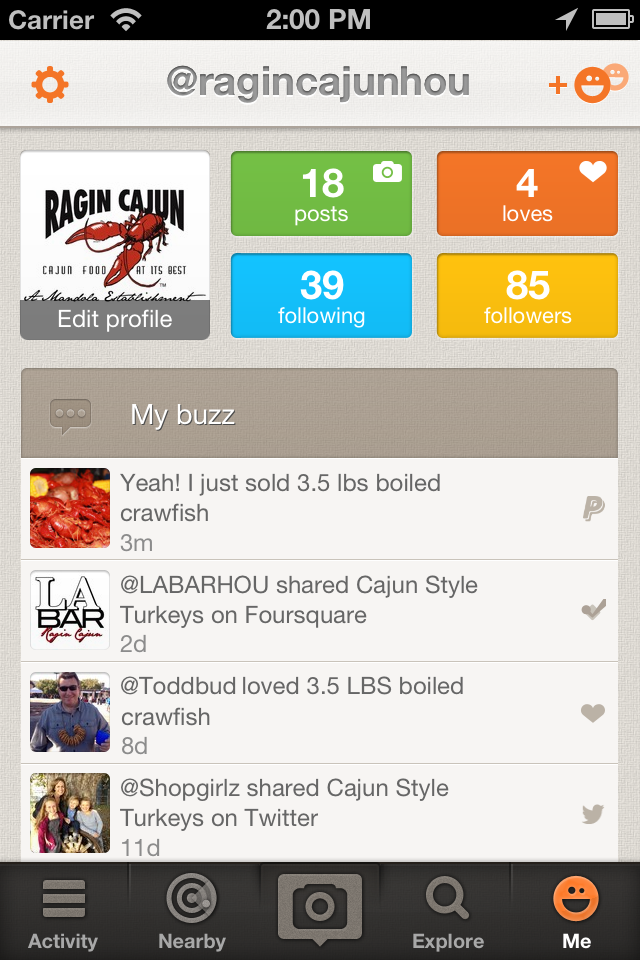 Carrier 2:00 PM
@ragincajunhou
+
RAGIN CAJUN
CAJUN FOOD AT ITS BEST
TM
A Mandola Establishment
Edit profile
18
posts
4
loves
39
following
85
followers
My buzz
Yeah! I just sold 3.5 lbs boiled
crawfish
3m
LA
BAR
Ragin Cajun
@LABARHOU shared Cajun Style
Turkeys on Foursquare
2d
@Toddbud loved 3.5 LBS boiled
crawfish
8d
@Shopgirlz shared Cajun Style
Turkeys on Twitter
11d
Activity
Nearby
Explore
Me